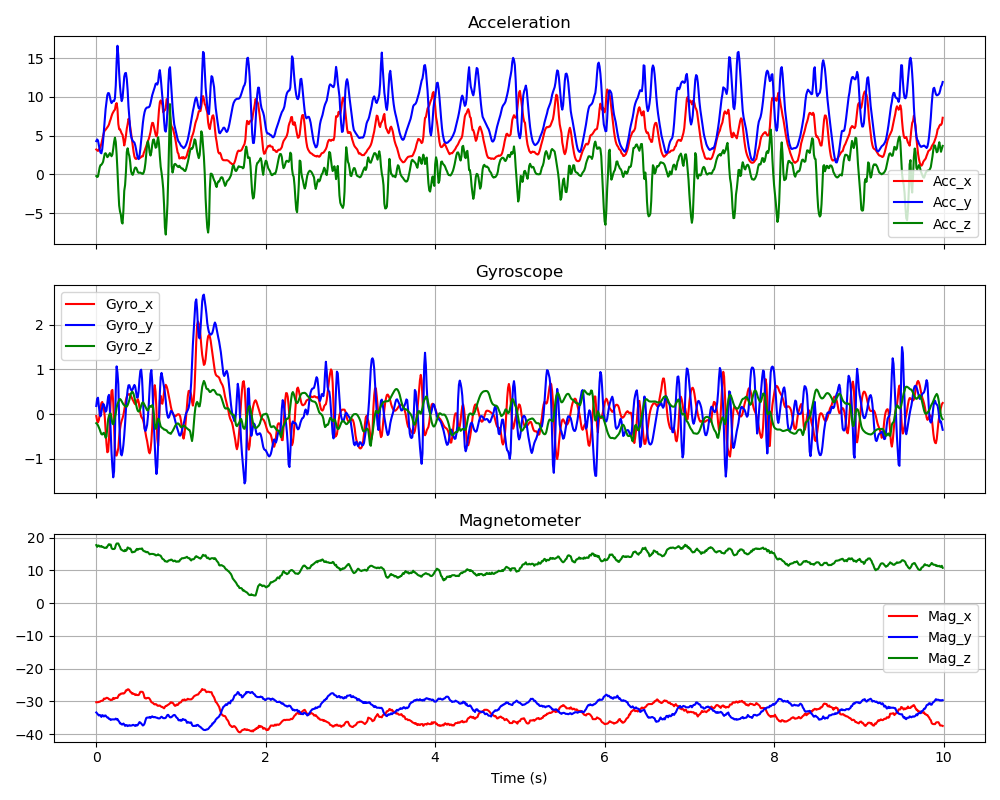 Acceleration
15
10
5
0
−5
Acc_x
Acc_y
Acc_z
Gyroscope
2
1
0
−1
Gyro_x
Gyro_y
Gyro_z
Magnetometer
20
10
0
−10
−20
−30
−40
Mag_x
Mag_y
Mag_z
0 2 4 6 8 10
Time (s)